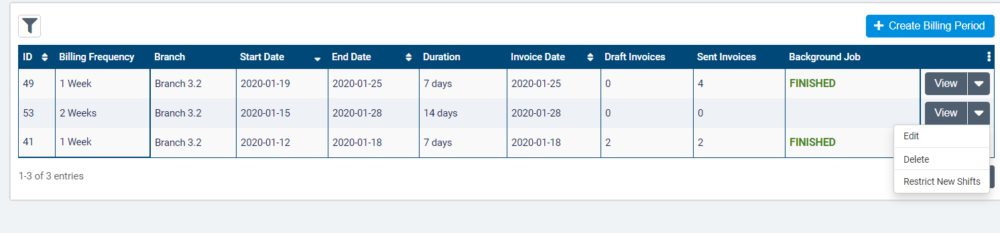 Create Billing Period
ID Billing Frequency Branch Start Date End Date Duration Invoice Date Draft Invoices Sent Invoices Background Job
49 1 Week Branch 3.2 2020-01-19 2020-01-25 7 days 2020-01-25 0 4 FINISHED View
53 2 Weeks Branch 3.2 2020-01-15 2020-01-28 14 days 2020-01-28 0 0 View
41 1 Week Branch 3.2 2020-01-12 2020-01-18 7 days 2020-01-18 2 2 FINISHED
Edit
Delete
Restrict New Shifts
1-3 of 3 entries